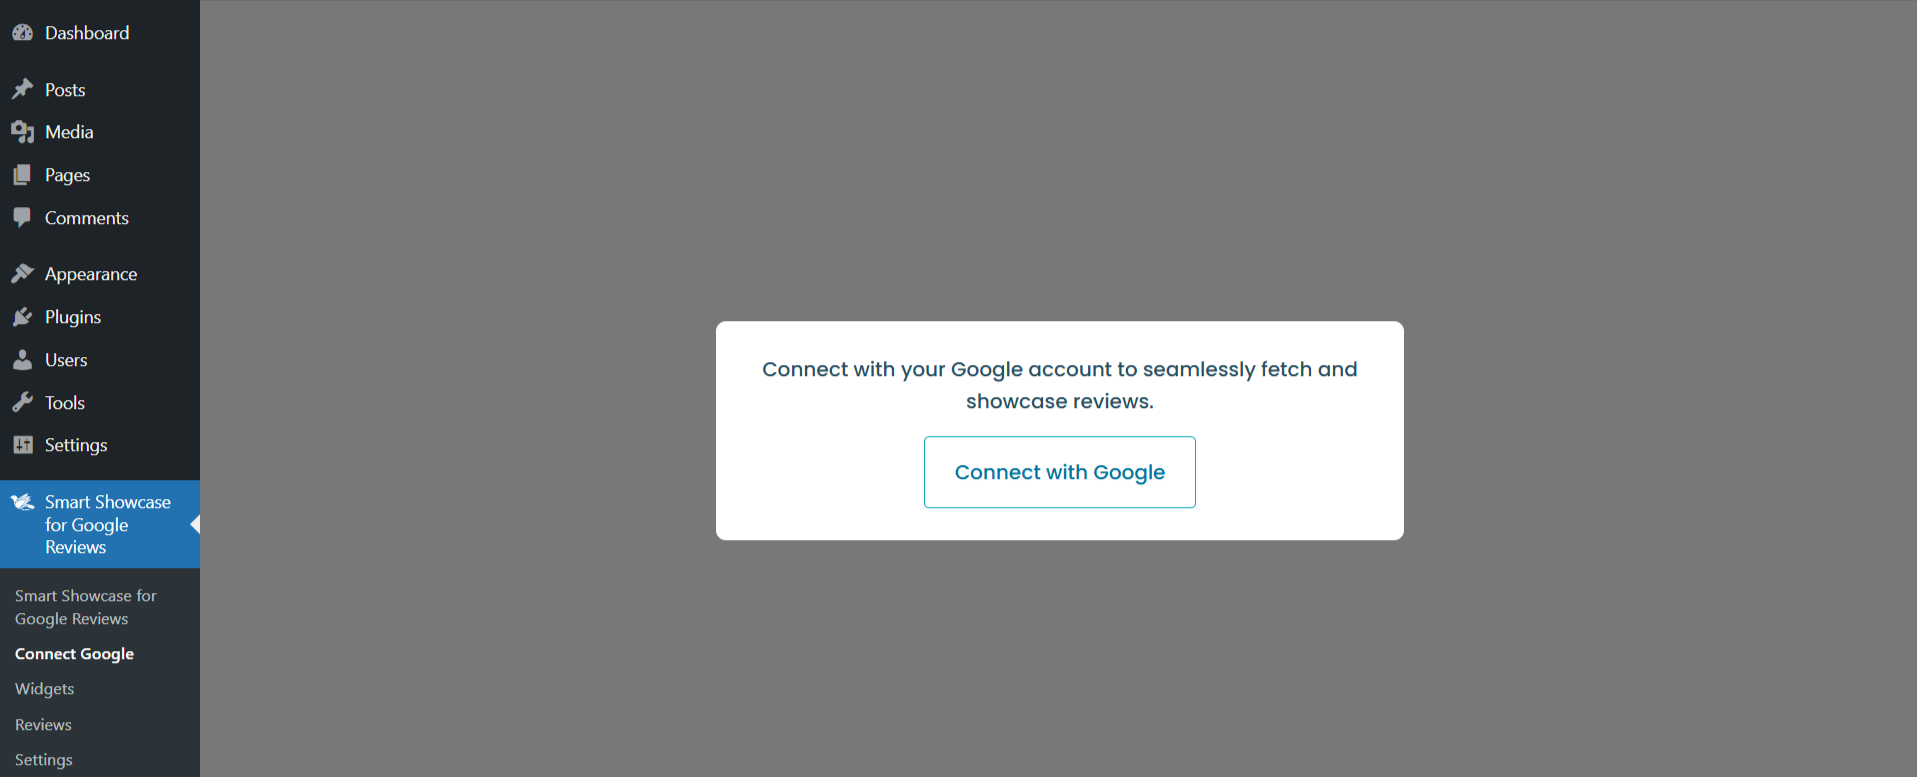 Dashboard
Posts
Media
Pages
Comments
Appearance
Plugins
Users
Tools
Settings
Smart Showcase
for Google
Reviews
Smart Showcase for
Google Reviews
Connect Google
Widgets
Reviews
Settings
Connect with your Google account to seamlessly fetch and
showcase reviews.
Connect with Google